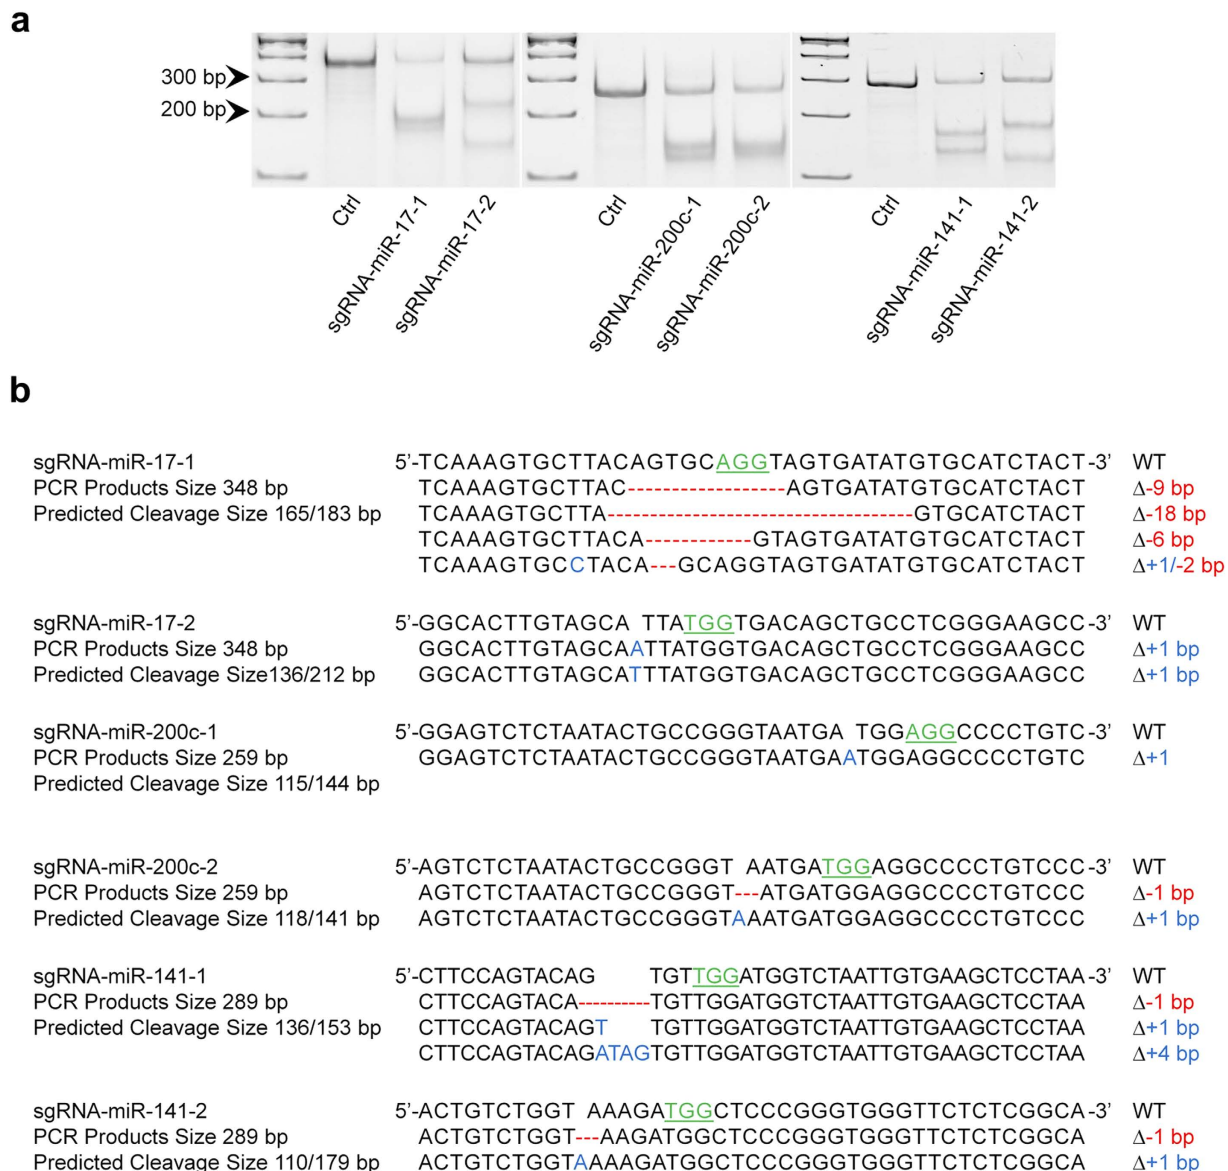 a
300 bp
200 bp
Ctrl
sgRNA-miR-17-1
sgRNA-miR-17-2
Ctrl
sgRNA-miR-200c-1
sgRNA-miR-200c-2
Ctrl
sgRNA-miR-141-1
sgRNA-miR-141-2
b
sgRNA-miR-17-1 5’-TCAAAGTGCTTACAGTGCAGGTAGTGATATGTGCATCTACT-3’ WT
PCR Products Size 348 bp TCAAAGTGCTTAC-----------------AGTGATATGTGCATCTACT Δ-9 bp
Predicted Cleavage Size 165/183 bp TCAAAGTGCTTA---------------------------------GTGCATCTACT Δ-18 bp
TCAAAGTGCTTACA------------GTAGTGATATGTGCATCTACT Δ-6 bp
TCAAAGTGCCTACA---GCAGGTAGTGATATGTGCATCTACT Δ+1/-2 bp
sgRNA-miR-17-2 5’-GGCACTTGTAGCA TTATGGTGACAGCTGCCTCGGGAAGCC-3’ WT
PCR Products Size 348 bp GGCACTTGTAGCAATTATGGTGACAGCTGCCTCGGGAAGCC Δ+1 bp
Predicted Cleavage Size136/212 bp GGCACTTGTAGCATTTATGGTGACAGCTGCCTCGGGAAGCC Δ+1 bp
sgRNA-miR-200c-1 5’-GGAGTCTCTAATACTGCCGGGTAATGA TGGAGGCCCCTGTC-3’ WT
PCR Products Size 259 bp GGAGTCTCTAATACTGCCGGGTAATGAATGGAGGCCCCTGTC Δ+1
Predicted Cleavage Size 115/144 bp
sgRNA-miR-200c-2 5’-AGTCTCTAATACTGCCGGGT AATGATGGAGGCCCCTGTCCC-3’ WT
PCR Products Size 259 bp AGTCTCTAATACTGCCGGGT---ATGATGGAGGCCCCTGTCCC Δ-1 bp
Predicted Cleavage Size 118/141 bp AGTCTCTAATACTGCCGGGTAAATGATGGAGGCCCCTGTCCC Δ+1 bp
sgRNA-miR-141-1 5’-CTTCCAGTACAG TGTTGGATGGTCTAATTGTGAAGCTCCTAA-3’ WT
PCR Products Size 289 bp CTTCCAGTACA----------TGTTGGATGGTCTAATTGTGAAGCTCCTAA Δ-1 bp
Predicted Cleavage Size 136/153 bp CTTCCAGTACAGT TGTTGGATGGTCTAATTGTGAAGCTCCTAA Δ+1 bp
CTTCCAGTACAGATAGTGTTGGATGGTCTAATTGTGAAGCTCCTAA Δ+4 bp
sgRNA-miR-141-2 5’-ACTGTCTGGT AAAGATGGCTCCCGGGTGGGTTCTCTCGGCA-3’ WT
PCR Products Size 289 bp ACTGTCTGGT---AAGATGGCTCCCGGGTGGGTTCTCTCGGCA Δ-1 bp
Predicted Cleavage Size 110/179 bp ACTGTCTGGTAAAAGATGGCTCCCGGGTGGGTTCTCTCGGCA Δ+1 bp